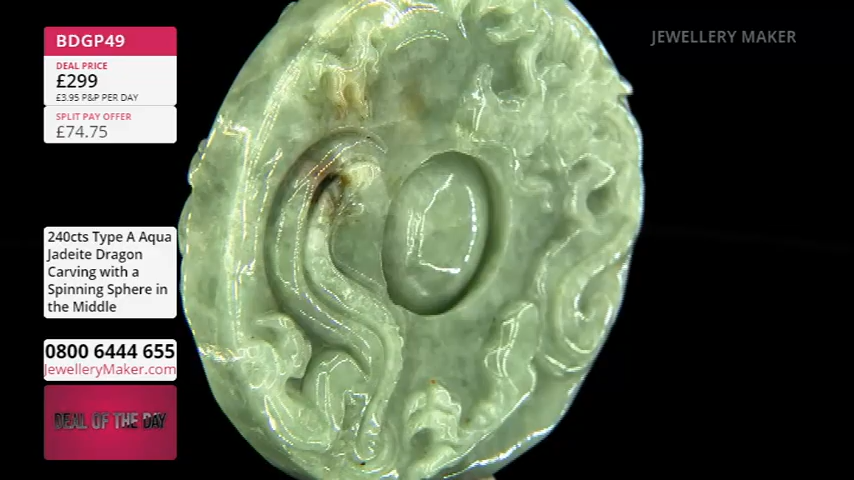 BDGP49
DEAL PRICE
£299
£3.95 P&P PER DAY
SPLIT PAY OFFER
£74.75
240cts Type A Aqua
Jadeite Dragon
Carving with a
Spinning Sphere in
the Middle
0800 6444 655
JewelleryMaker.com
DEAL OF THE DAY
JEWELLERY MAKER